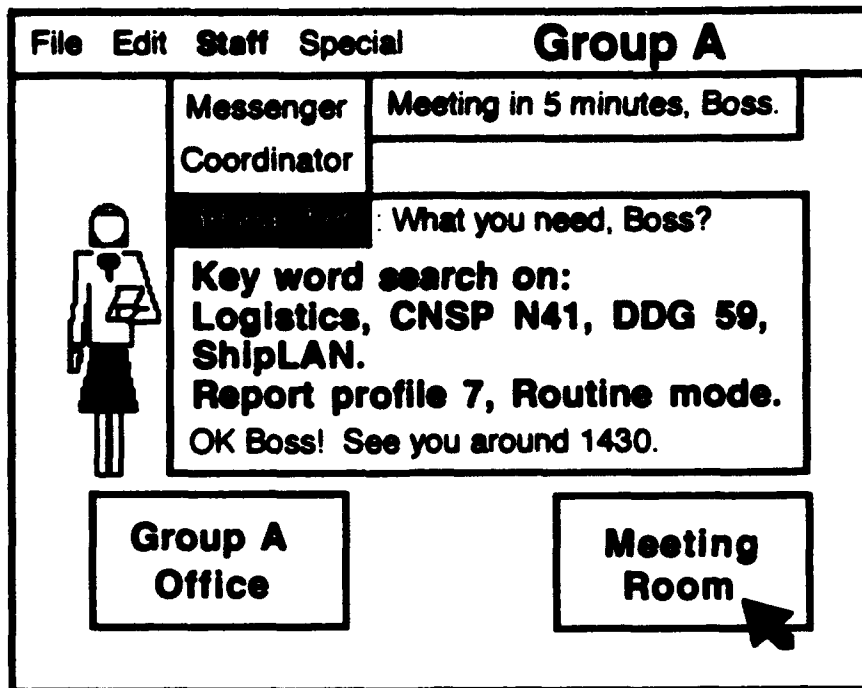 File Edit Staff Special Group A
Messenger
Meeting in 5 minutes, Boss.
Coordinator
: What you need, Boss?
Key word search on:
Logistics, CNSP N41, DDG 59,
ShipLAN.
Report profile 7, Routine mode.
OK Boss! See you around 1430.
Group A
Office
Meeting
Room